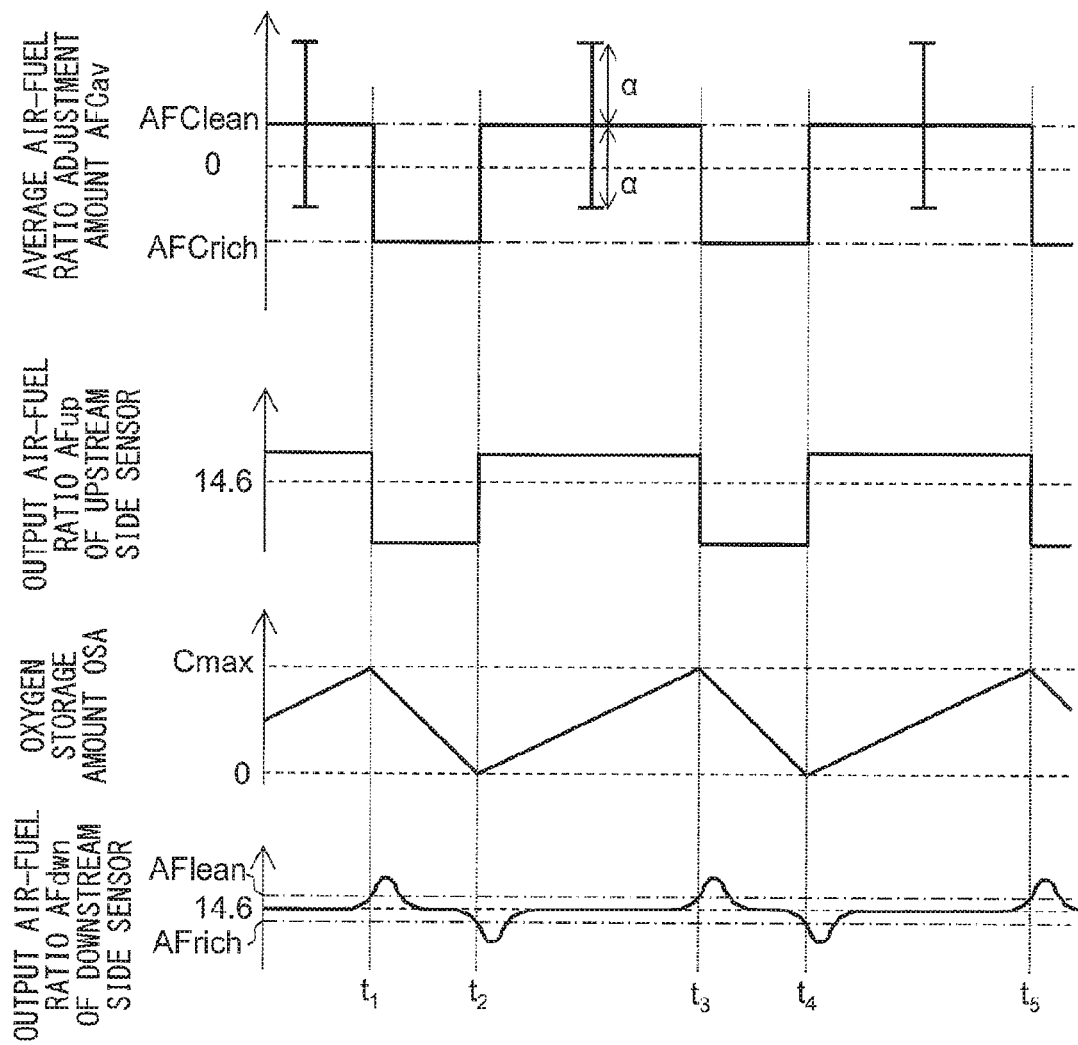 AVERAGE AIR-FUEL
RATIO ADJUSTMENT
AMOUNT AFCav
AFClean
0
AFCrich
α
α
OUTPUT AIR-FUEL
RATIO AFup
OF UPSTREAM
SIDE SENSOR
14.6
OXYGEN
STORAGE
AMOUNT OSA
Cmax
0
OUTPUT AIR-FUEL
RATIO AFdwn
OF DOWNSTREAM
SIDE SENSOR
AFlean
14.6
AFrich
t1 t2 t3 t4 t5